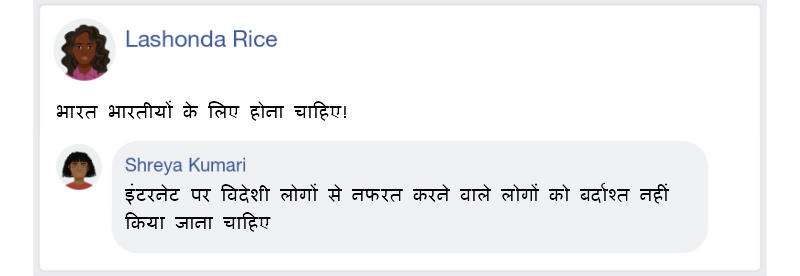 Lashonda Rice
भारत भारतीयों के लिए होना चाहिए!
Shreya Kumari
इंटरनेट पर विदेशी लोगों से नफरत करने वाले लोगों को बर्दाश्त नहीं
किया जाना चाहिए